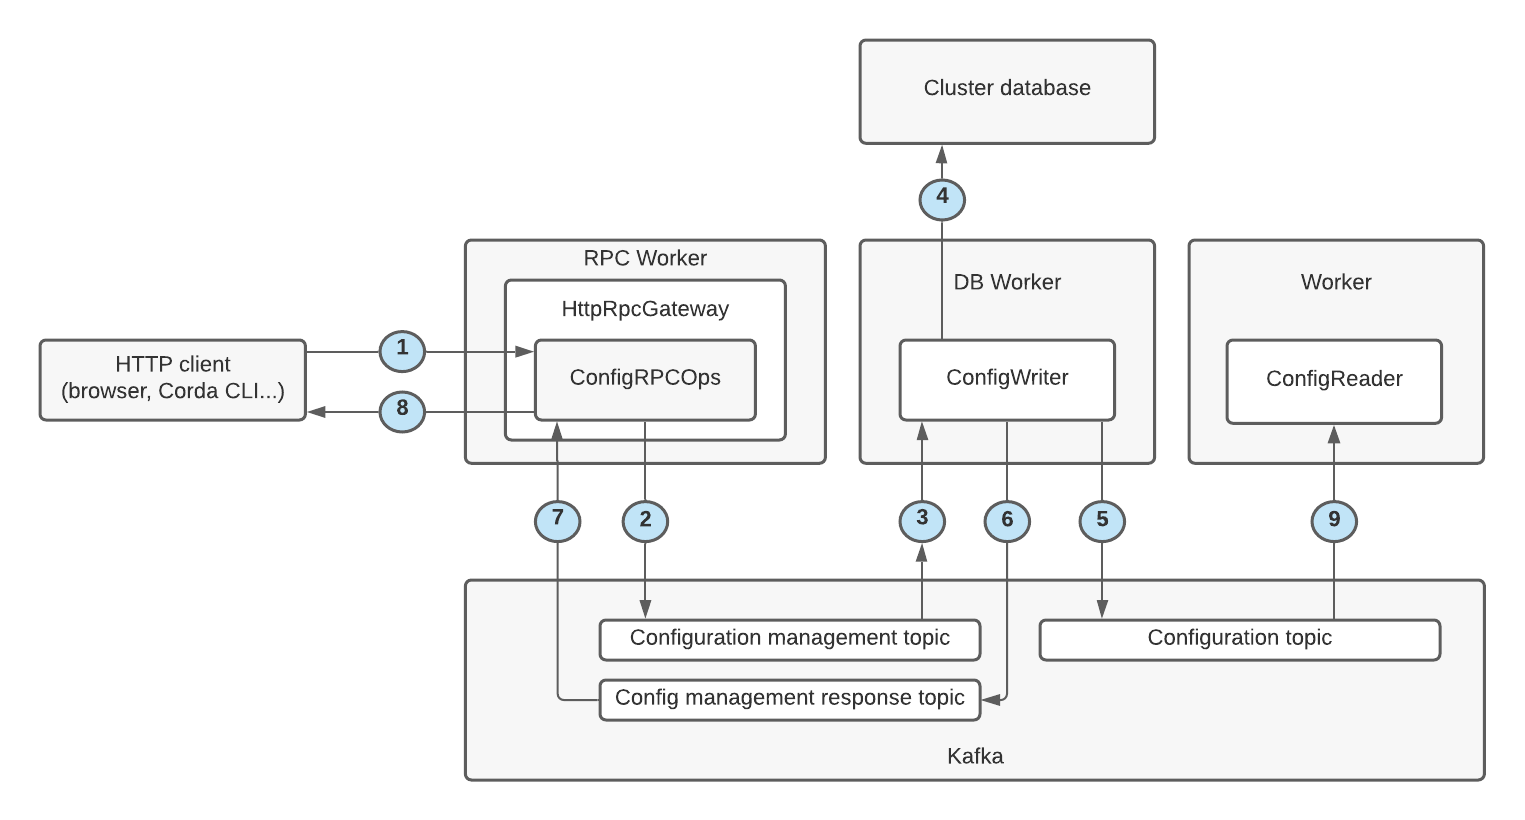 Cluster database
4
RPC Worker
HttpRpcGateway
ConfigRPCOps
DB Worker
ConfigWriter
Worker
ConfigReader
HTTP client
(browser, Corda CLI...)
1
8
7
2
3
6
5
9
Configuration management topic
Configuration topic
Config management response topic
Kafka